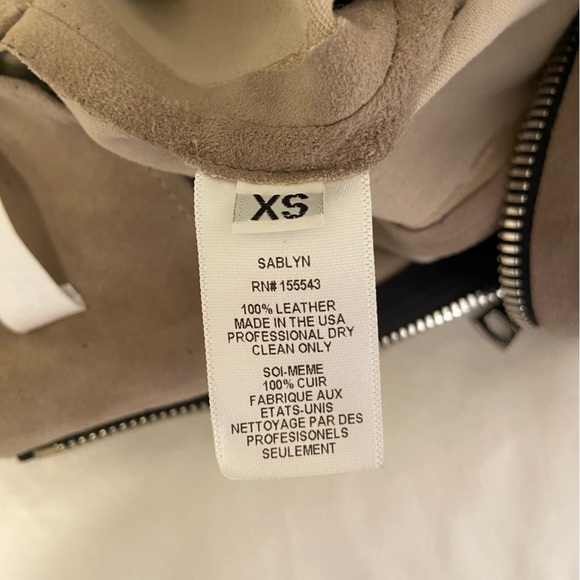 XS
SABLYN
RN# 155543
100% LEATHER
MADE IN THE USA
PROFESSIONAL DRY
CLEAN ONLY
SOI-MEME
100% CUIR
FABRIQUE AUX
ETATS-UNIS
NETTOYAGE PAR DES
PROFESISONELS
SEULEMENT